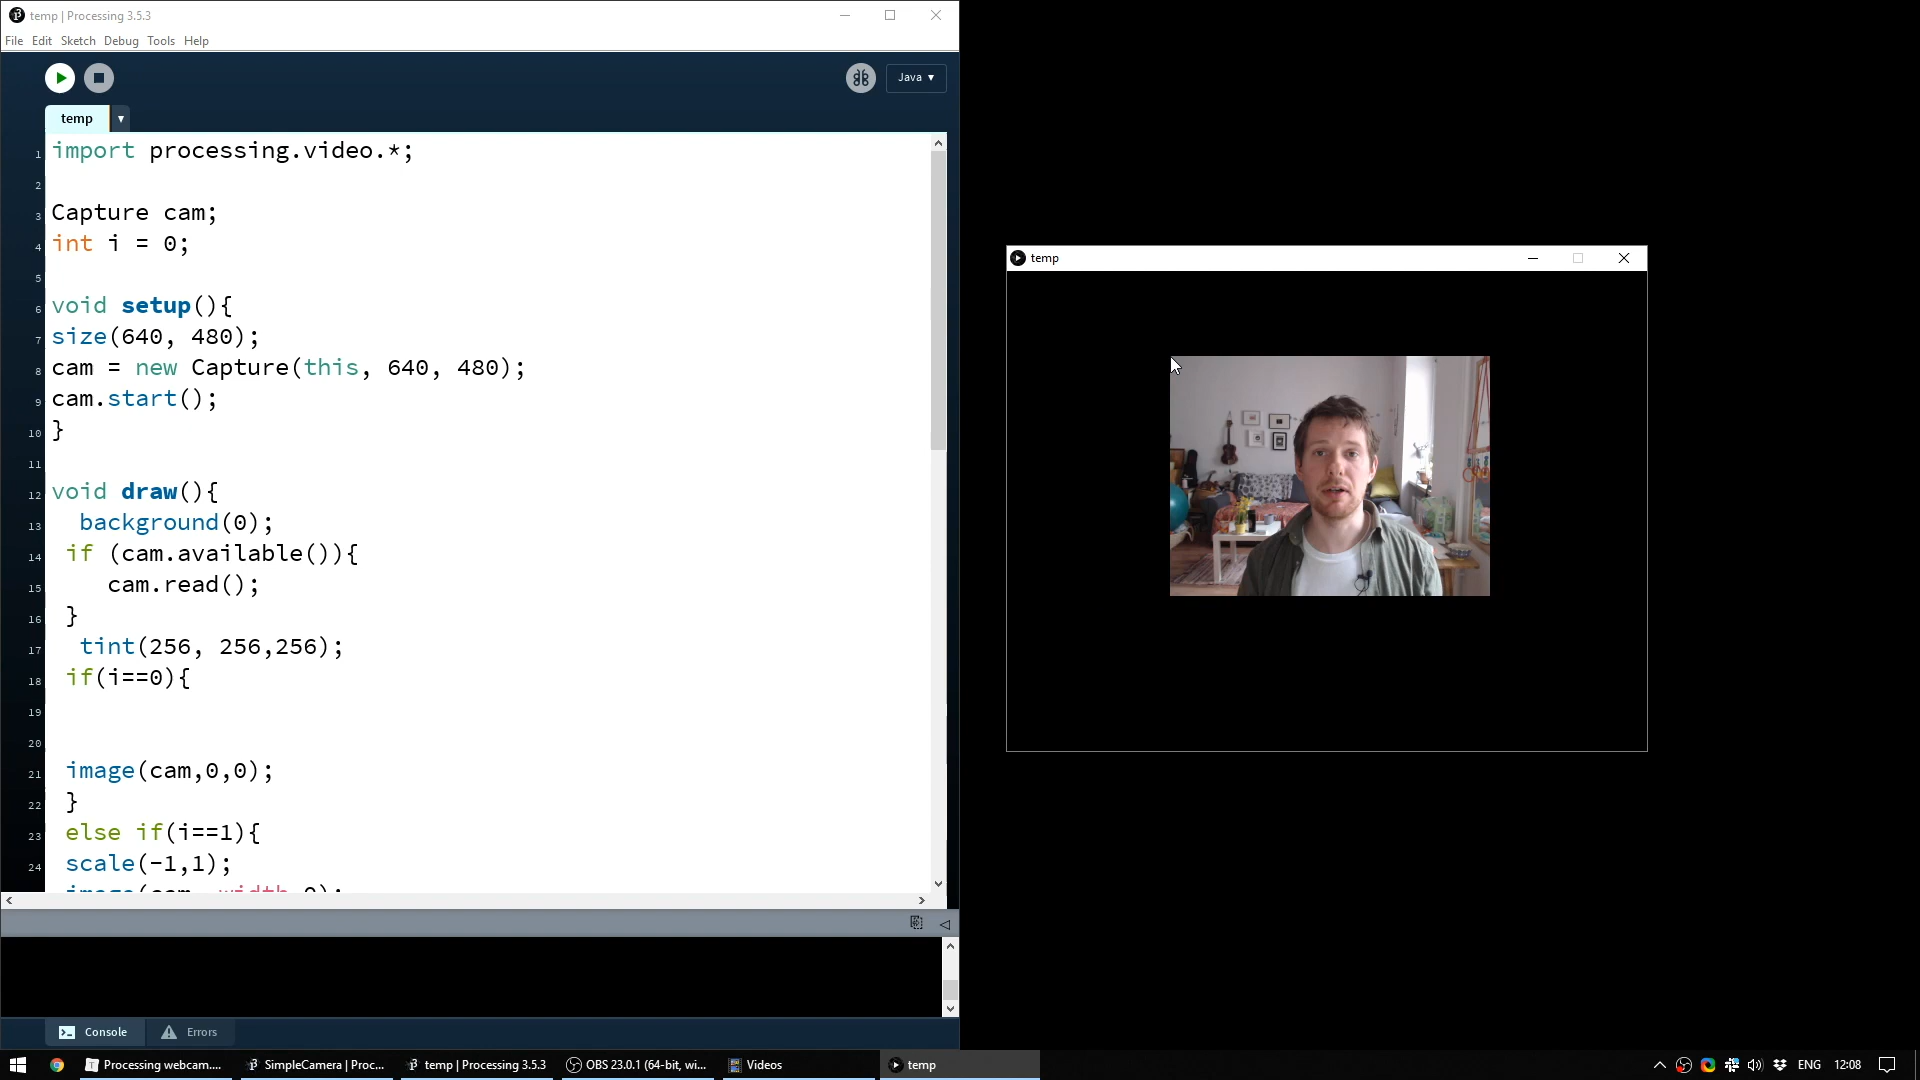 temp | Processing 3.5.3
File Edit Sketch Debug Tools Help
Java ▾
temp ▾
1 import processing.video.*;
2
3 Capture cam;
4 int i = 0;
5
6 void setup(){
7 size(640, 480);
8 cam = new Capture(this, 640, 480);
9 cam.start();
10 }
11
12 void draw(){
13 background(0);
14 if (cam.available()){
15 cam.read();
16 }
17 tint(256, 256,256);
18 if(i==0){
19
20
21 image(cam,0,0);
22 }
23 else if(i==1){
24 scale(-1,1);
image(cam,-width,0);
Console Errors
temp
Processing webcam.... SimpleCamera | Proc... temp | Processing 3.5.3 OBS 23.0.1 (64-bit, wi... Videos temp ENG 12:08